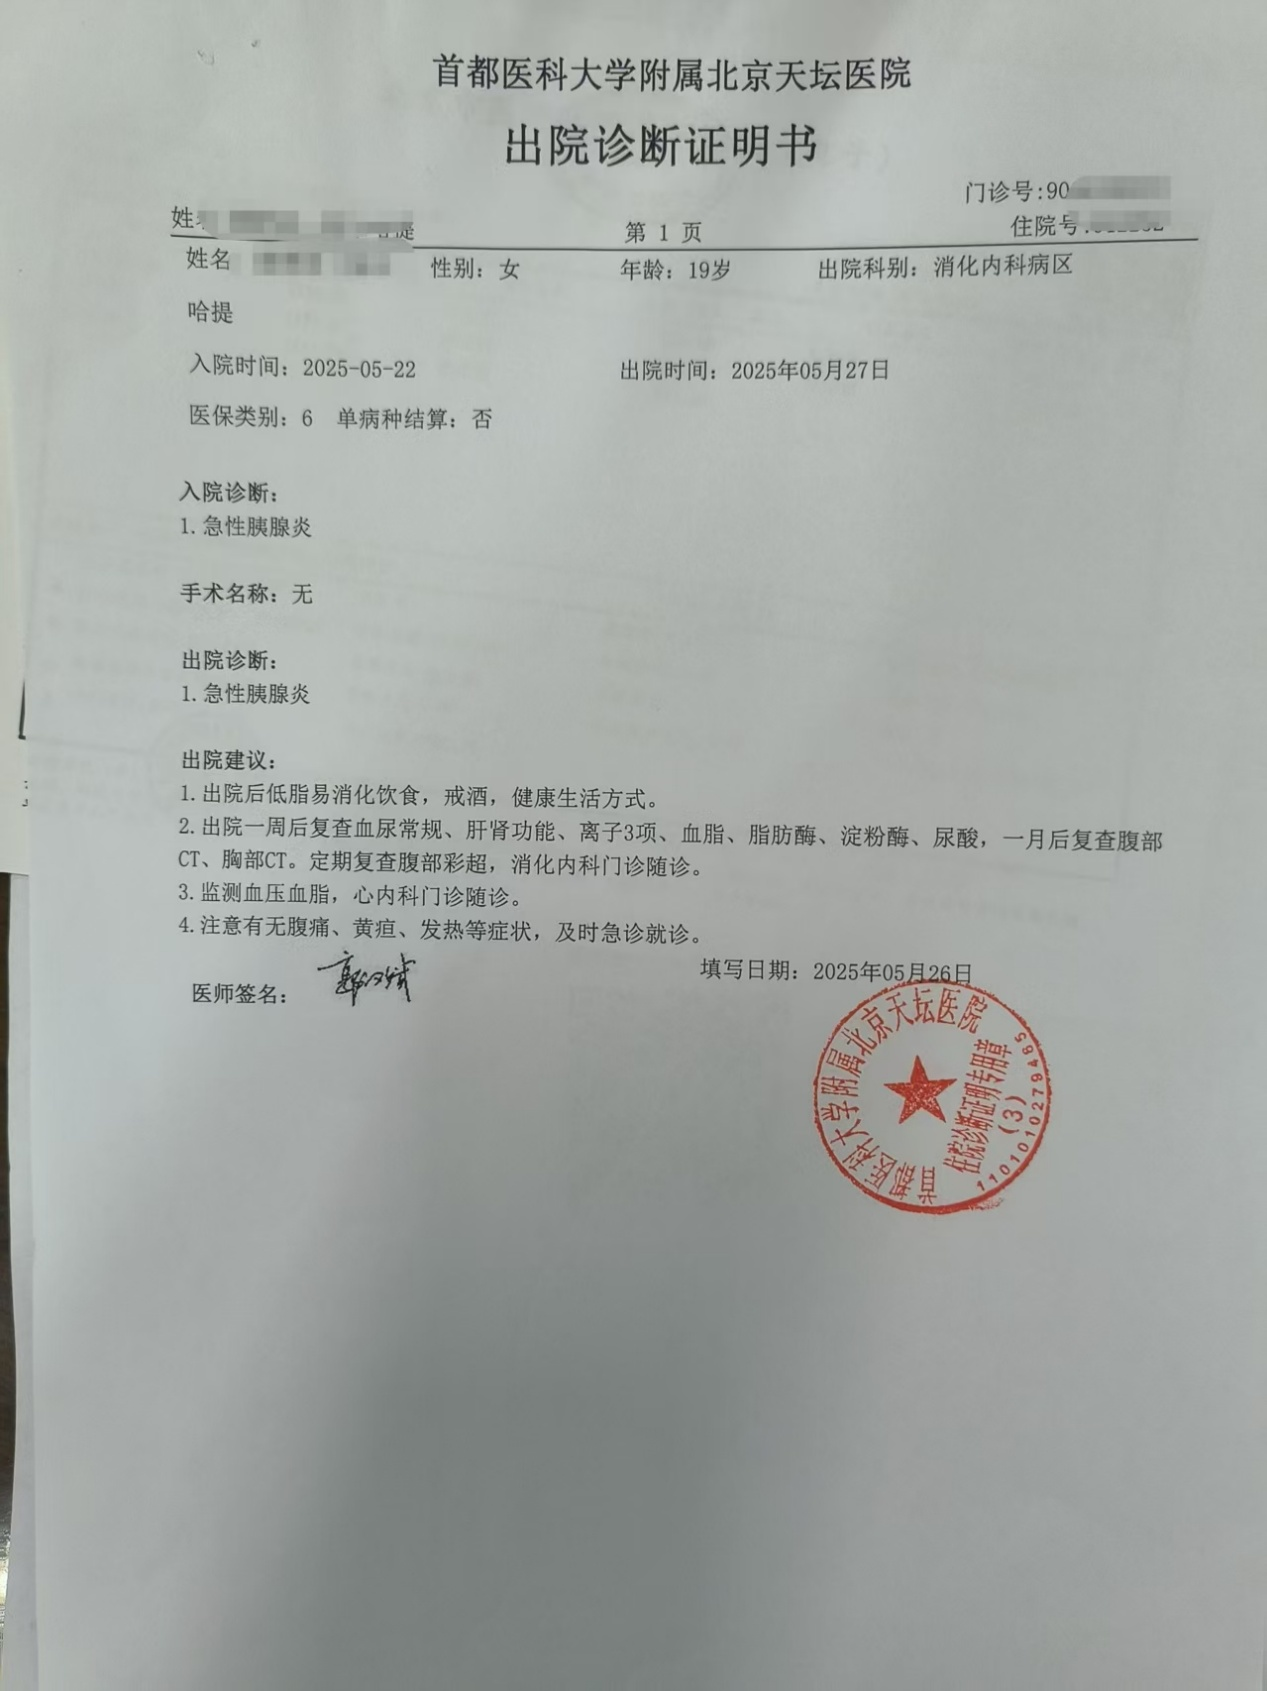 首都医科大学附属北京天坛医院
出院诊断证明书
门诊号:90
姓 提
第 1 页
住院号
姓名
性别：女
年龄：19岁
出院科别：消化内科病区
哈提
入院时间：2025-05-22
出院时间：2025年05月27日
医保类别：6 单病种结算：否
入院诊断：
1.急性胰腺炎
手术名称：无
出院诊断：
1.急性胰腺炎
出院建议：
1.出院后低脂易消化饮食，戒酒，健康生活方式。
2.出院一周后复查血尿常规、肝肾功能、离子3项、血脂、脂肪酶、淀粉酶、尿酸，一月后复查腹部
CT、胸部CT。定期复查腹部彩超，消化内科门诊随诊。
3.监测血压血脂，心内科门诊随诊。
4.注意有无腹痛、黄疸、发热等症状，及时急诊就诊。
医师签名：
填写日期：2025年05月26日
首都医科大学附属北京天坛医院
住院诊断证明专用章
(3)
1101010279465